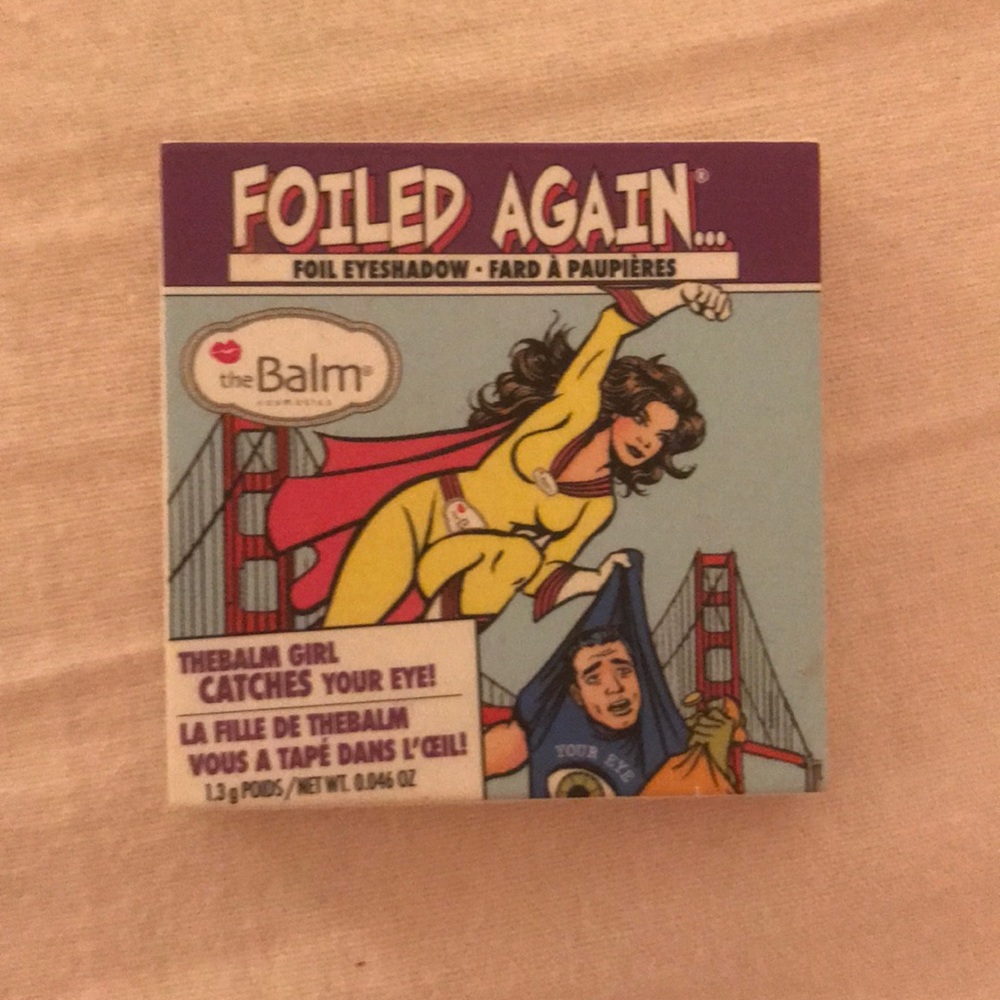 FOILED AGAIN...®
FOIL EYESHADOW · FARD À PAUPIÈRES
theBalm®
cosmetics
THEBALM GIRL
CATCHES YOUR EYE!
LA FILLE DE THEBALM
VOUS A TAPÉ DANS L'ŒIL!
1.3 g POIDS/NET WT. 0.046 OZ
YOUR EYE